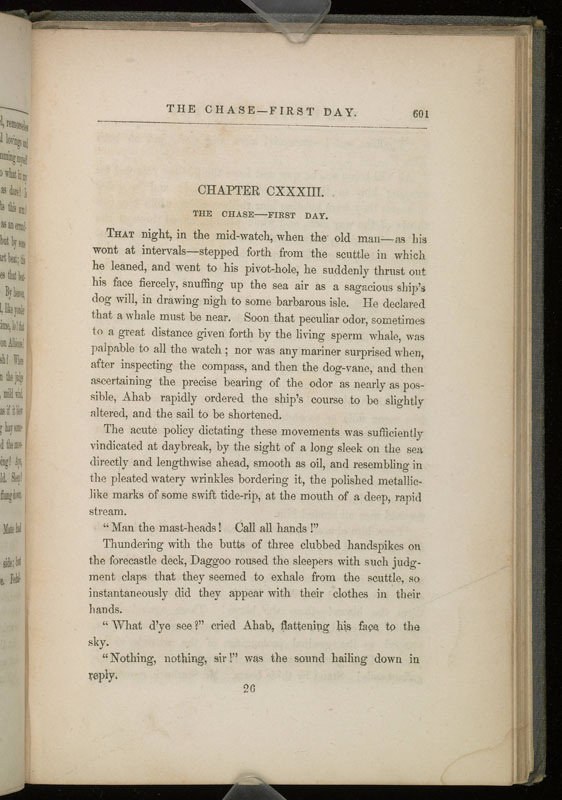 THE CHASE—FIRST DAY. 601
CHAPTER CXXXIII.
THE CHASE—FIRST DAY.
THAT night, in the mid-watch, when the old man—as his
wont at intervals—stepped forth from the scuttle in which
he leaned, and went to his pivot-hole, he suddenly thrust out
his face fiercely, snuffing up the sea air as a sagacious ship's
dog will, in drawing nigh to some barbarous isle. He declared
that a whale must be near. Soon that peculiar odor, sometimes
to a great distance given forth by the living sperm whale, was
palpable to all the watch; nor was any mariner surprised when,
after inspecting the compass, and then the dog-vane, and then
ascertaining the precise bearing of the odor as nearly as pos-
sible, Ahab rapidly ordered the ship's course to be slightly
altered, and the sail to be shortened.
The acute policy dictating these movements was sufficiently
vindicated at daybreak, by the sight of a long sleek on the sea
directly and lengthwise ahead, smooth as oil, and resembling in
the pleated watery wrinkles bordering it, the polished metallic-
like marks of some swift tide-rip, at the mouth of a deep, rapid
stream.
"Man the mast-heads! Call all hands!"
Thundering with the butts of three clubbed handspikes on
the forecastle deck, Daggoo roused the sleepers with such judg-
ment claps that they seemed to exhale from the scuttle, so
instantaneously did they appear with their clothes in their
hands.
"What d'ye see?" cried Ahab, flattening his face to the
sky.
"Nothing, nothing, sir!" was the sound hailing down in
reply.
26